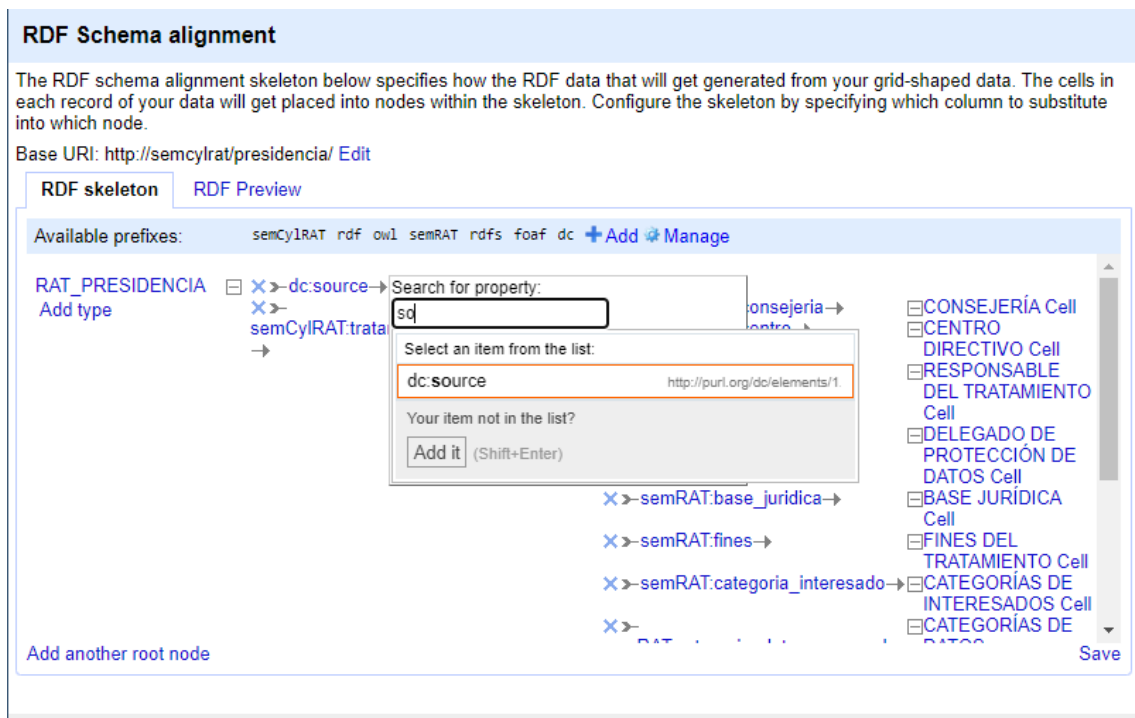 RDF Schema alignment
The RDF schema alignment skeleton below specifies how the RDF data that will get generated from your grid-shaped data. The cells in
each record of your data will get placed into nodes within the skeleton. Configure the skeleton by specifying which column to substitute
into which node.
Base URI: http://semcylrat/presidencia/ Edit
RDF skeleton RDF Preview
Available prefixes: semCylRAT rdf owl semRAT rdfs foaf dc Add Manage
RAT_PRESIDENCIA
Add type
dc:source
semCylRAT:trata
Search for property:
so
Select an item from the list:
dc:source http://purl.org/dc/elements/1.
Your item not in the list?
Add it (Shift+Enter)
onsejeria
semRAT:base_juridica
semRAT:fines
semRAT:categoria_interesado
CONSEJERÍA Cell
CENTRO
DIRECTIVO Cell
RESPONSABLE
DEL TRATAMIENTO
Cell
DELEGADO DE
PROTECCIÓN DE
DATOS Cell
BASE JURÍDICA
Cell
FINES DEL
TRATAMIENTO Cell
CATEGORÍAS DE
INTERESADOS Cell
CATEGORÍAS DE
Add another root node
Save